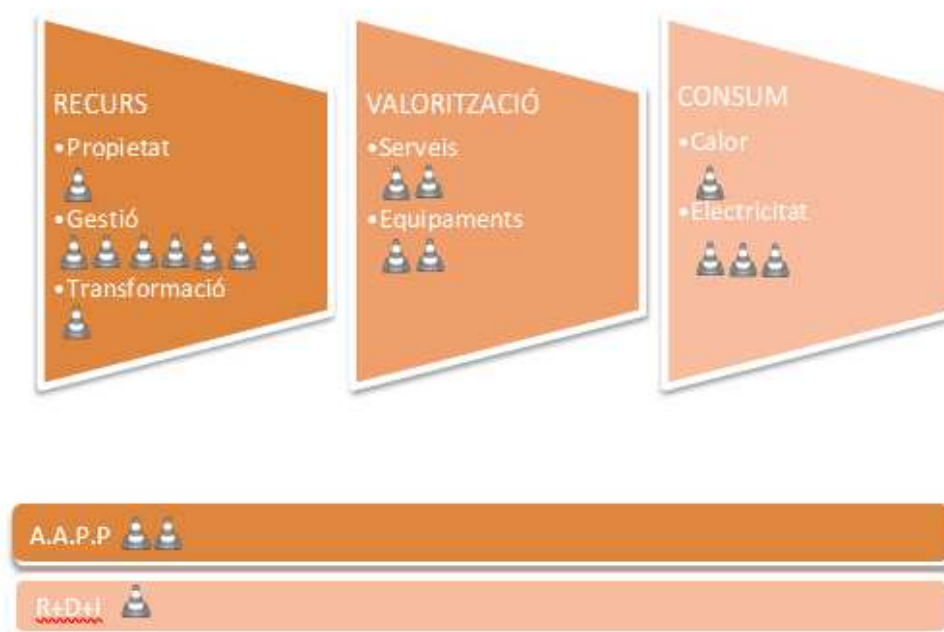 RECURS
•Propietat
•Gestió
•Transformació
VALORITZACIÓ
•Serveis
•Equipaments
CONSUM
•Calor
•Electricitat
A.A.P.P
R+D+i